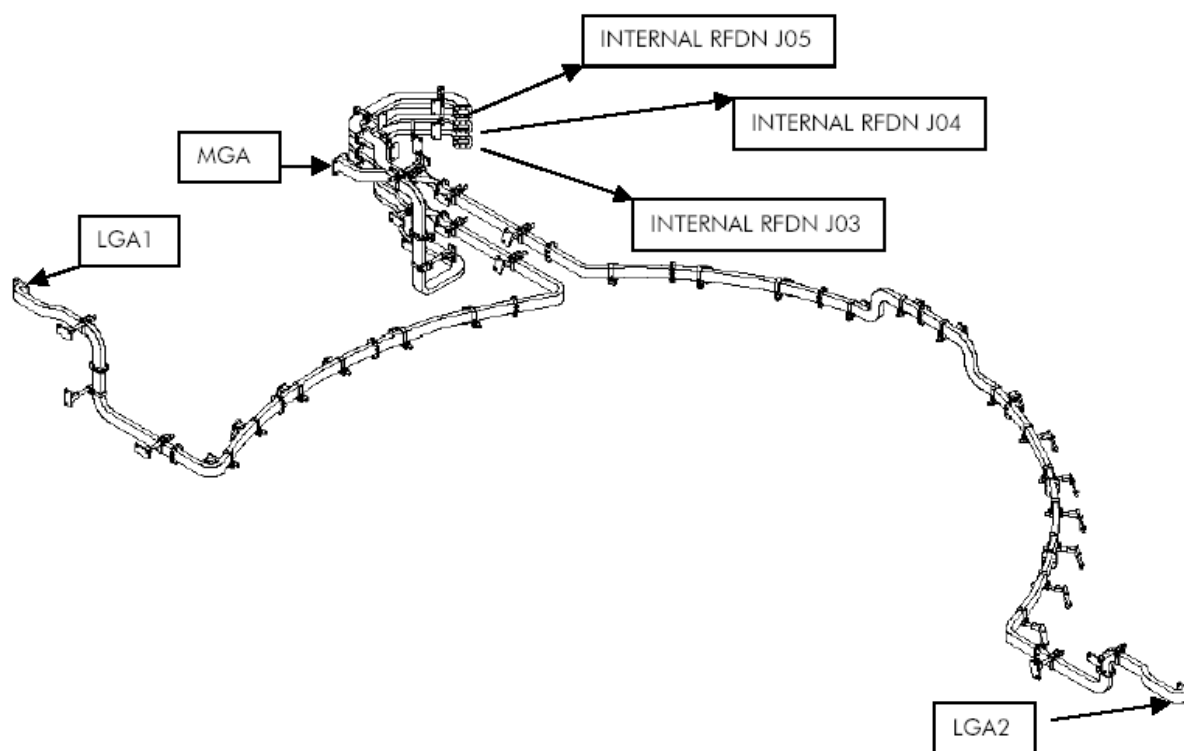 INTERNAL RFDN J05
INTERNAL RFDN J04
MGA
INTERNAL RFDN J03
LGA1
LGA2